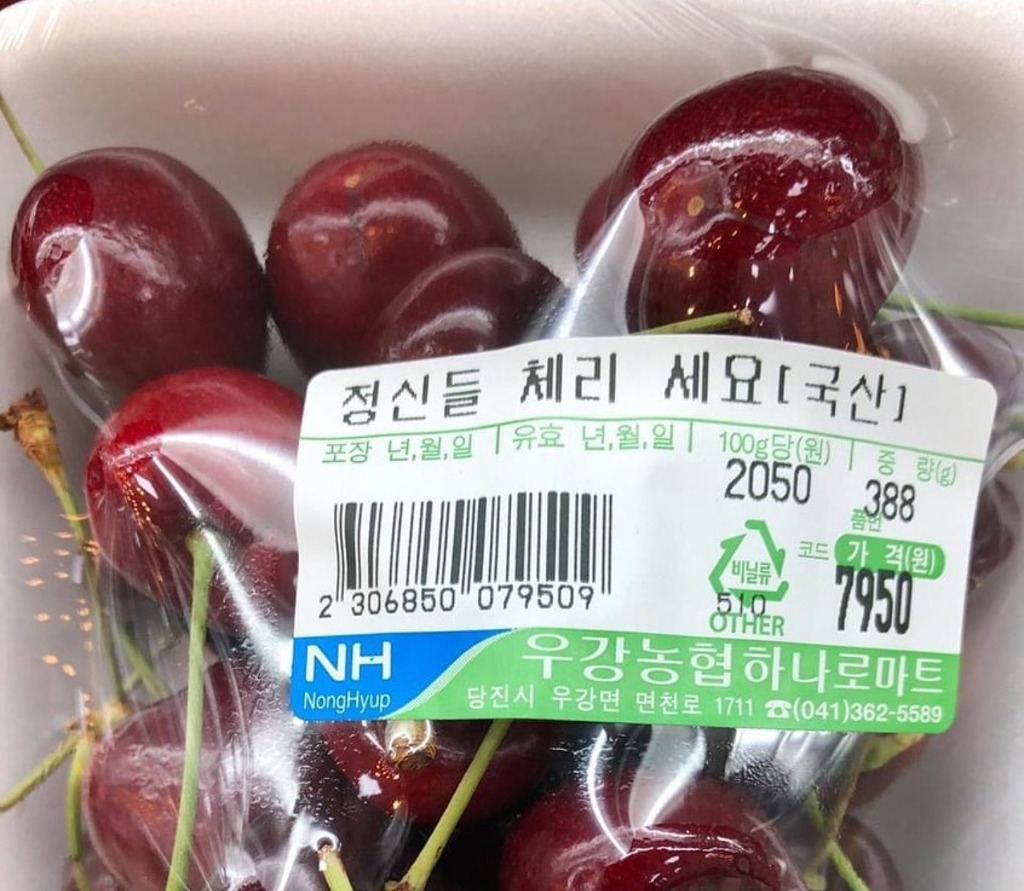 정신들 체리 세요[국산]
포장 년,월,일 유효 년,월,일 100g당(원) 중 량(g)
2050 388
품번
코드 가 격(원)
비닐류
7950
510
OTHER
2 306850 079509
NH 우강농협하나로마트
NongHyup 당진시 우강면 면천로 1711 ☎(041)362-5589